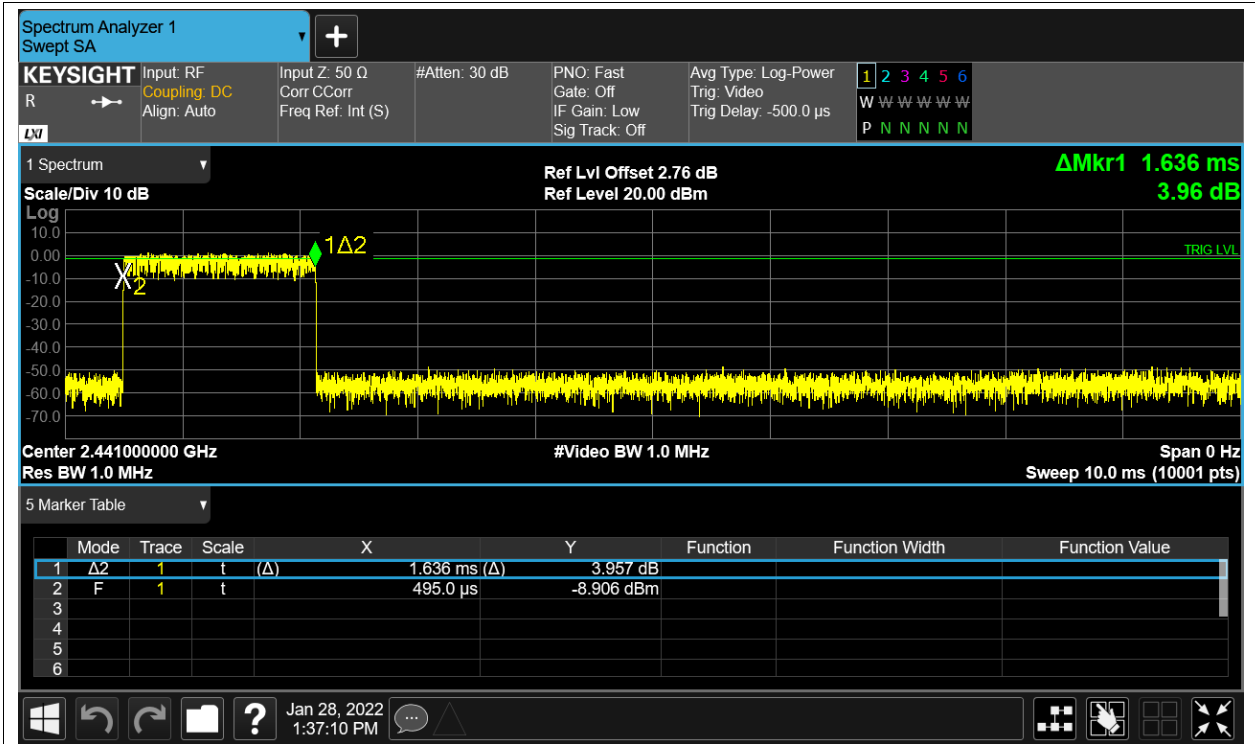 Spectrum Analyzer 1
Swept SA
KEYSIGHT
R
LXI
Input: RF
Coupling: DC
Align: Auto
Input Z: 50 Ω
Corr CCorr
Freq Ref: Int (S)
#Atten: 30 dB
PNO: Fast
Gate: Off
IF Gain: Low
Sig Track: Off
Avg Type: Log-Power
Trig: Video
Trig Delay: -500.0 µs
1 2 3 4 5 6
W W W W W W
P N N N N N
1 Spectrum
Scale/Div 10 dB
Ref Lvl Offset 2.76 dB
Ref Level 20.00 dBm
ΔMkr1 1.636 ms
3.96 dB
Log
10.0
0.00
-10.0
-20.0
-30.0
-40.0
-50.0
-60.0
-70.0
1Δ2
2
TRIG LVL
Center 2.441000000 GHz
#Video BW 1.0 MHz
Span 0 Hz
Res BW 1.0 MHz
Sweep 10.0 ms (10001 pts)
5 Marker Table
Mode Trace Scale X Y Function Function Width Function Value
1 Δ2 1 t (Δ) 1.636 ms (Δ) 3.957 dB
2 F 1 t 495.0 µs -8.906 dBm
3
4
5
6
?
Jan 28, 2022
1:37:10 PM